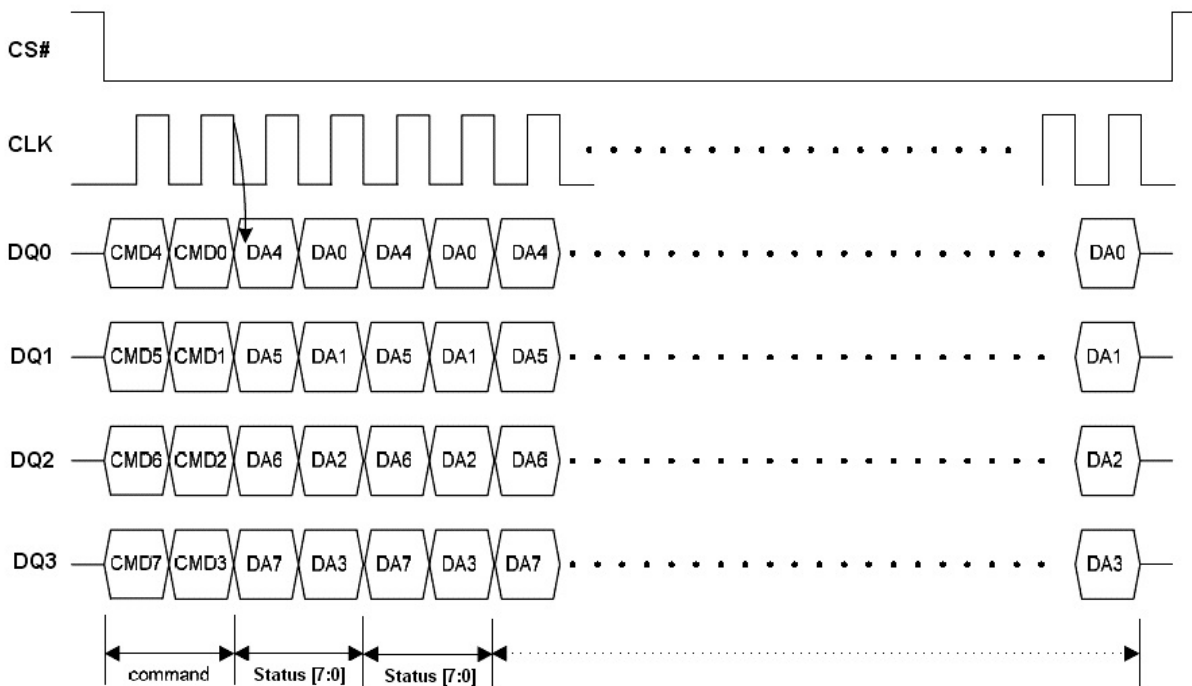 CS#
CLK
DQ0 CMD4 CMD0 DA4 DA0 DA4 DA0 DA4 DA0
DQ1 CMD5 CMD1 DA5 DA1 DA5 DA1 DA5 DA1
DQ2 CMD6 CMD2 DA6 DA2 DA6 DA2 DA6 DA2
DQ3 CMD7 CMD3 DA7 DA3 DA7 DA3 DA7 DA3
command Status [7:0] Status [7:0]